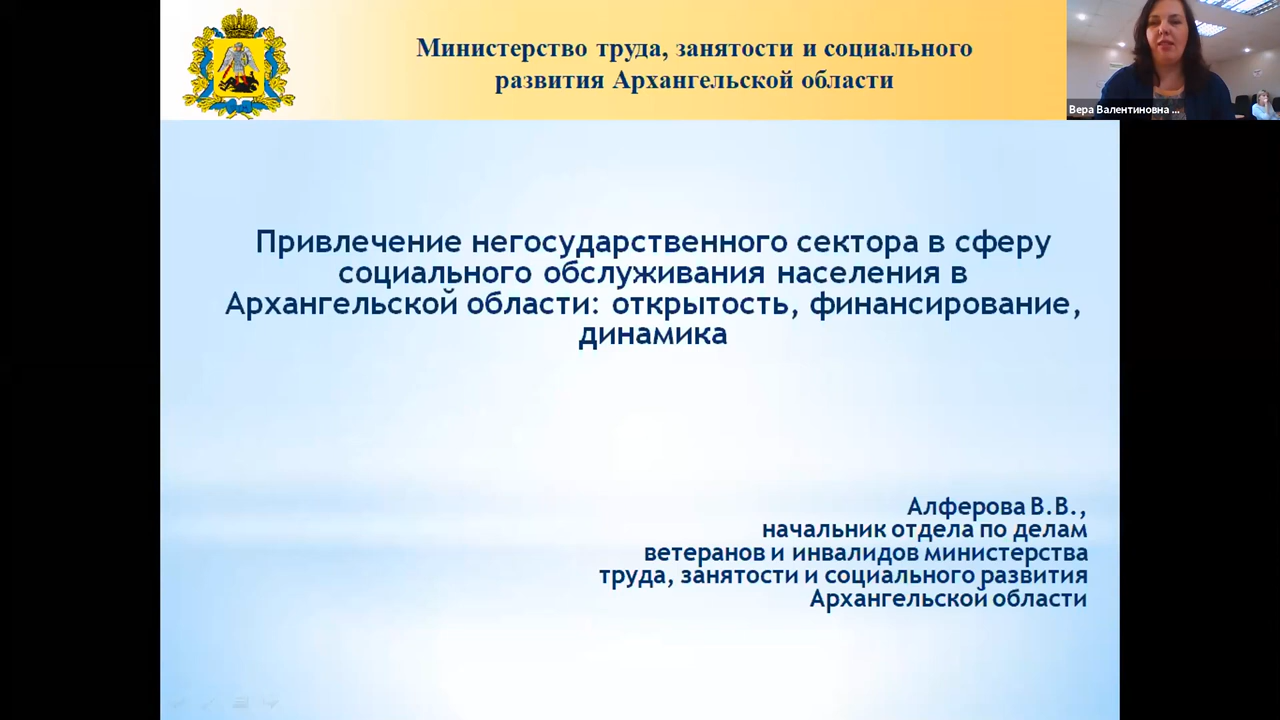 Министерство труда, занятости и социального
развития Архангельской области
Вера Валентиновна ...
Привлечение негосударственного сектора в сферу
социального обслуживания населения в
Архангельской области: открытость, финансирование,
динамика
Алферова В.В.,
начальник отдела по делам
ветеранов и инвалидов министерства
труда, занятости и социального развития
Архангельской области